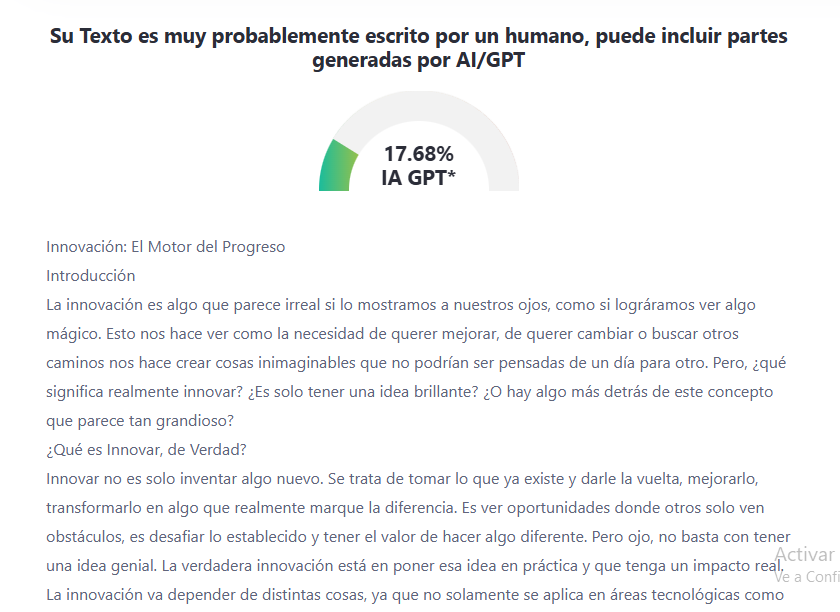 Su Texto es muy probablemente escrito por un humano, puede incluir partes
generadas por AI/GPT
17.68%
IA GPT*
Innovación: El Motor del Progreso
Introducción
La innovación es algo que parece irreal si lo mostramos a nuestros ojos, como si lográramos ver algo
mágico. Esto nos hace ver como la necesidad de querer mejorar, de querer cambiar o buscar otros
caminos nos hace crear cosas inimaginables que no podrían ser pensadas de un día para otro. Pero, ¿qué
significa realmente innovar? ¿Es solo tener una idea brillante? ¿O hay algo más detrás de este concepto
que parece tan grandioso?
¿Qué es Innovar, de Verdad?
Innovar no es solo inventar algo nuevo. Se trata de tomar lo que ya existe y darle la vuelta, mejorarlo,
transformarlo en algo que realmente marque la diferencia. Es ver oportunidades donde otros solo ven
obstáculos, es desafiar lo establecido y tener el valor de hacer algo diferente. Pero ojo, no basta con tener
una idea genial. La verdadera innovación está en poner esa idea en práctica y que tenga un impacto real.
La innovación va depender de distintas cosas, ya que no solamente se aplica en áreas tecnológicas como
Activar
Ve a Confi